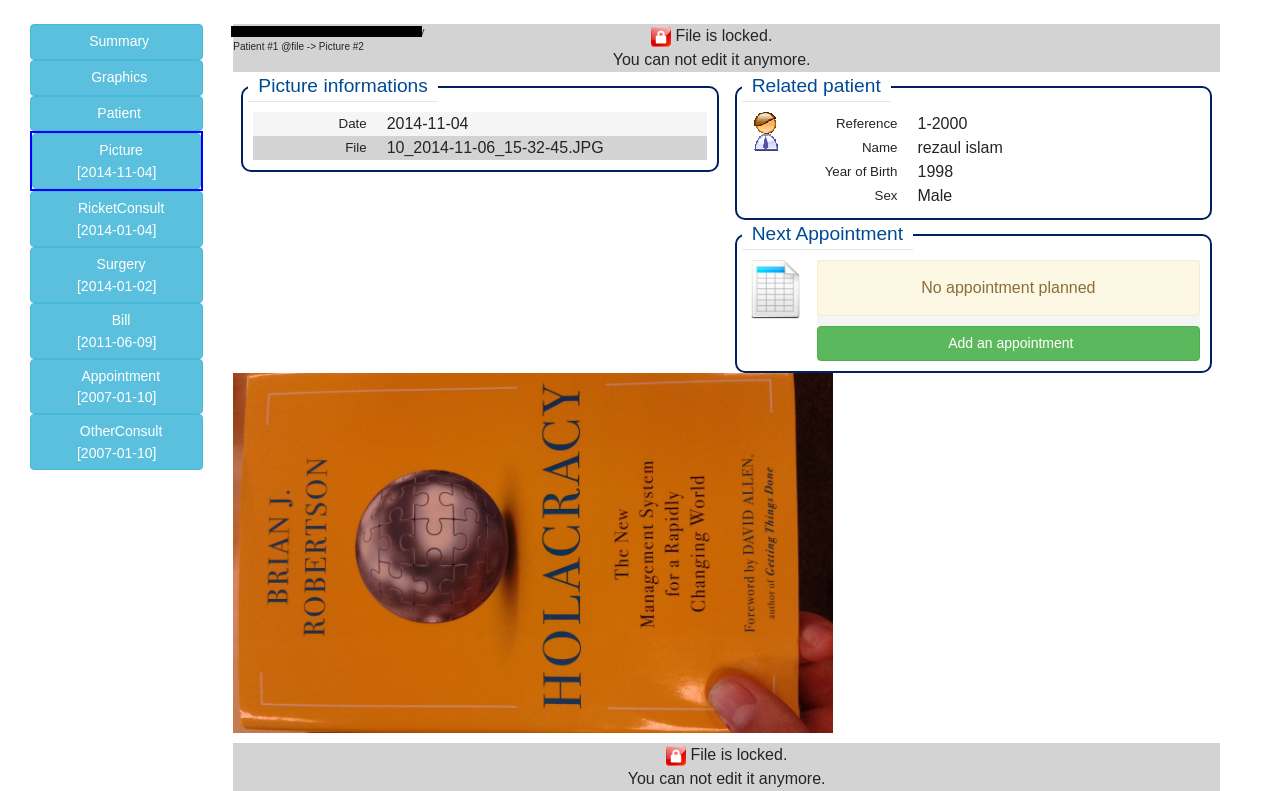 Summary
Graphics
Patient
Picture
[2014-11-04]
RicketConsult
[2014-01-04]
Surgery
[2014-01-02]
Bill
[2011-06-09]
Appointment
[2007-01-10]
OtherConsult
[2007-01-10]
Patient #1 @file -> Picture #2
File is locked.
You can not edit it anymore.
Picture informations
Date 2014-11-04
File 10_2014-11-06_15-32-45.JPG
Related patient
Reference 1-2000
Name rezaul islam
Year of Birth 1998
Sex Male
Next Appointment
No appointment planned
Add an appointment
BRIAN J.
ROBERTSON
HOLACRACY
The New
Management System
for a Rapidly
Changing World
Foreword by DAVID ALLEN,
author of Getting Things Done
File is locked.
You can not edit it anymore.